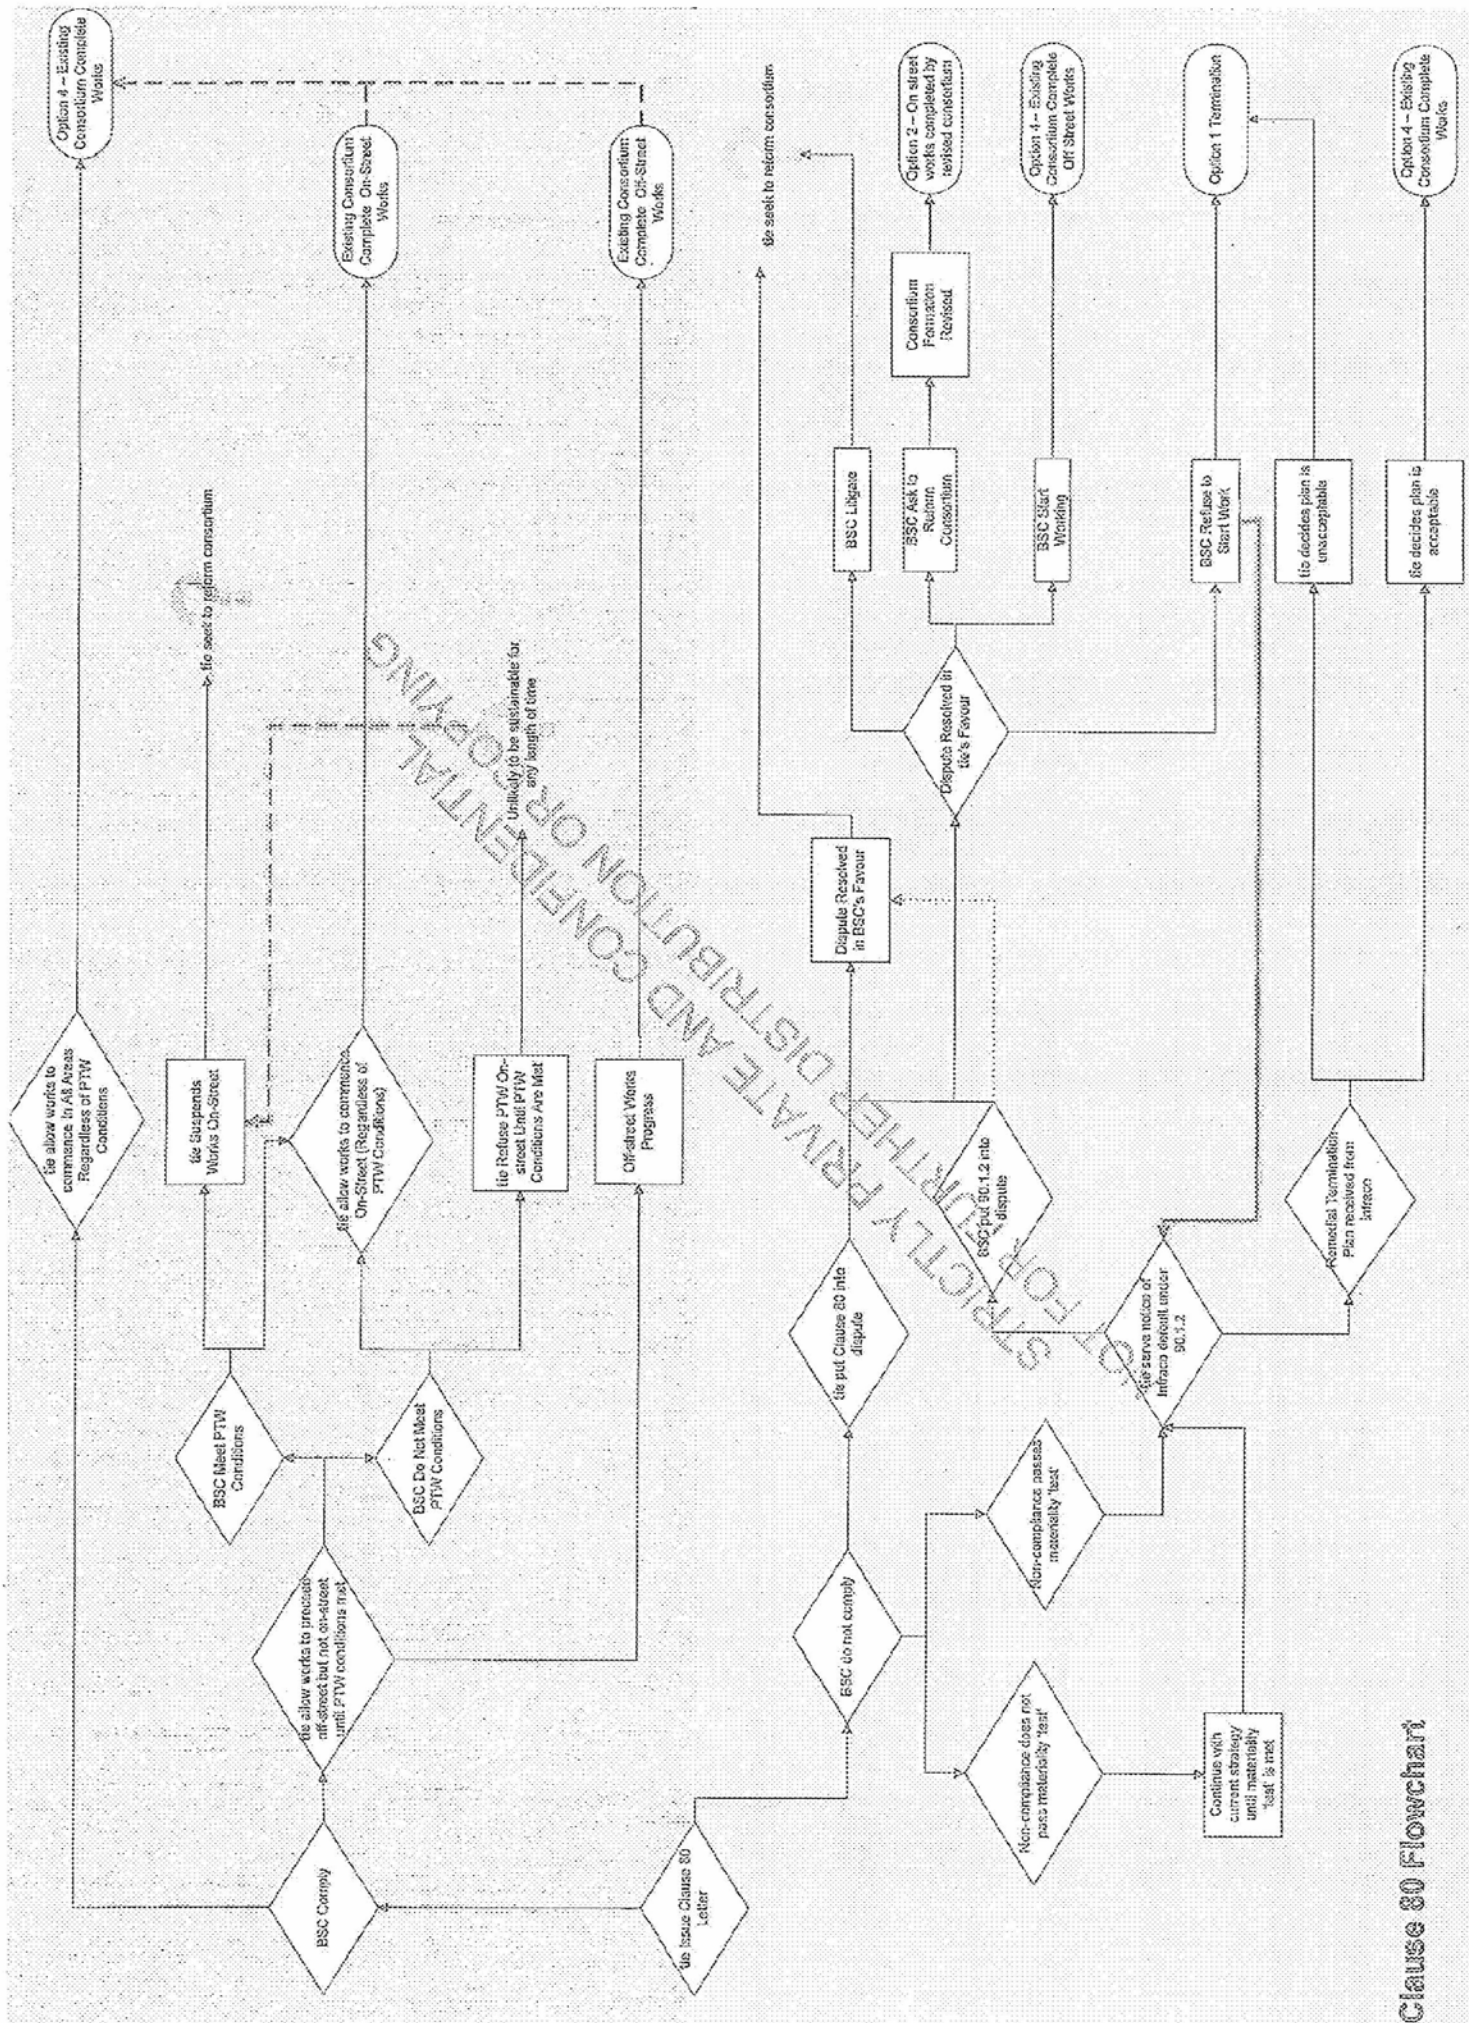 tie allow works to
commence in All Areas
Regardless of PTW
Conditions
Option 4 – Existing
Consortium Complete
Works
BSC Meet PTW
Conditions
tie Suspends
Works On-Street
tie seek to reform consortium
BSC Comply
tie allow works to proceed
off-street but not on-street
until PTW conditions met
tie allow works to commence
On-Street (Regardless of
PTW Conditions)
Existing Consortium
Complete On-Street
Works
BSC Do Not Meet
PTW Conditions
tie Refuse PTW On-
street Until PTW
Conditions Are Met
Unlikely to be sustainable for
any length of time
Off-street Works
Progress
Existing Consortium
Complete Off-Street
Works
tie Issue Clause 80
Letter
tie seek to reform consortium
BSC do not comply
tie put Clause 80 into
dispute
Dispute Resolved
in BSC's Favour
BSC Litigate
BSC put 90.1.2 into
dispute
Dispute Resolved in
tie's Favour
BSC Ask to
Reform
Consortium
Consortium
Formation
Revised
Option 2 – On street
works completed by
revised consortium
Non-compliance does not
pass materiality 'test'
Non-compliance passes
materiality 'test'
BSC Start
Working
Option 4 – Existing
Consortium Complete
Off Street Works
tie serve notice of
Infraco default under
90.1.2
BSC Refuse to
Start Work
Option 1 Termination
Continue with
current strategy
until materiality
'test' is met
tie decides plan is
unacceptable
Remedial Termination
Plan received from
Infraco
tie decides plan is
acceptable
Option 4 – Existing
Consortium Complete
Works
Clause 80 Flowchart
STRICTLY PRIVATE AND CONFIDENTIAL
NOT FOR FURTHER DISTRIBUTION OR COPYING